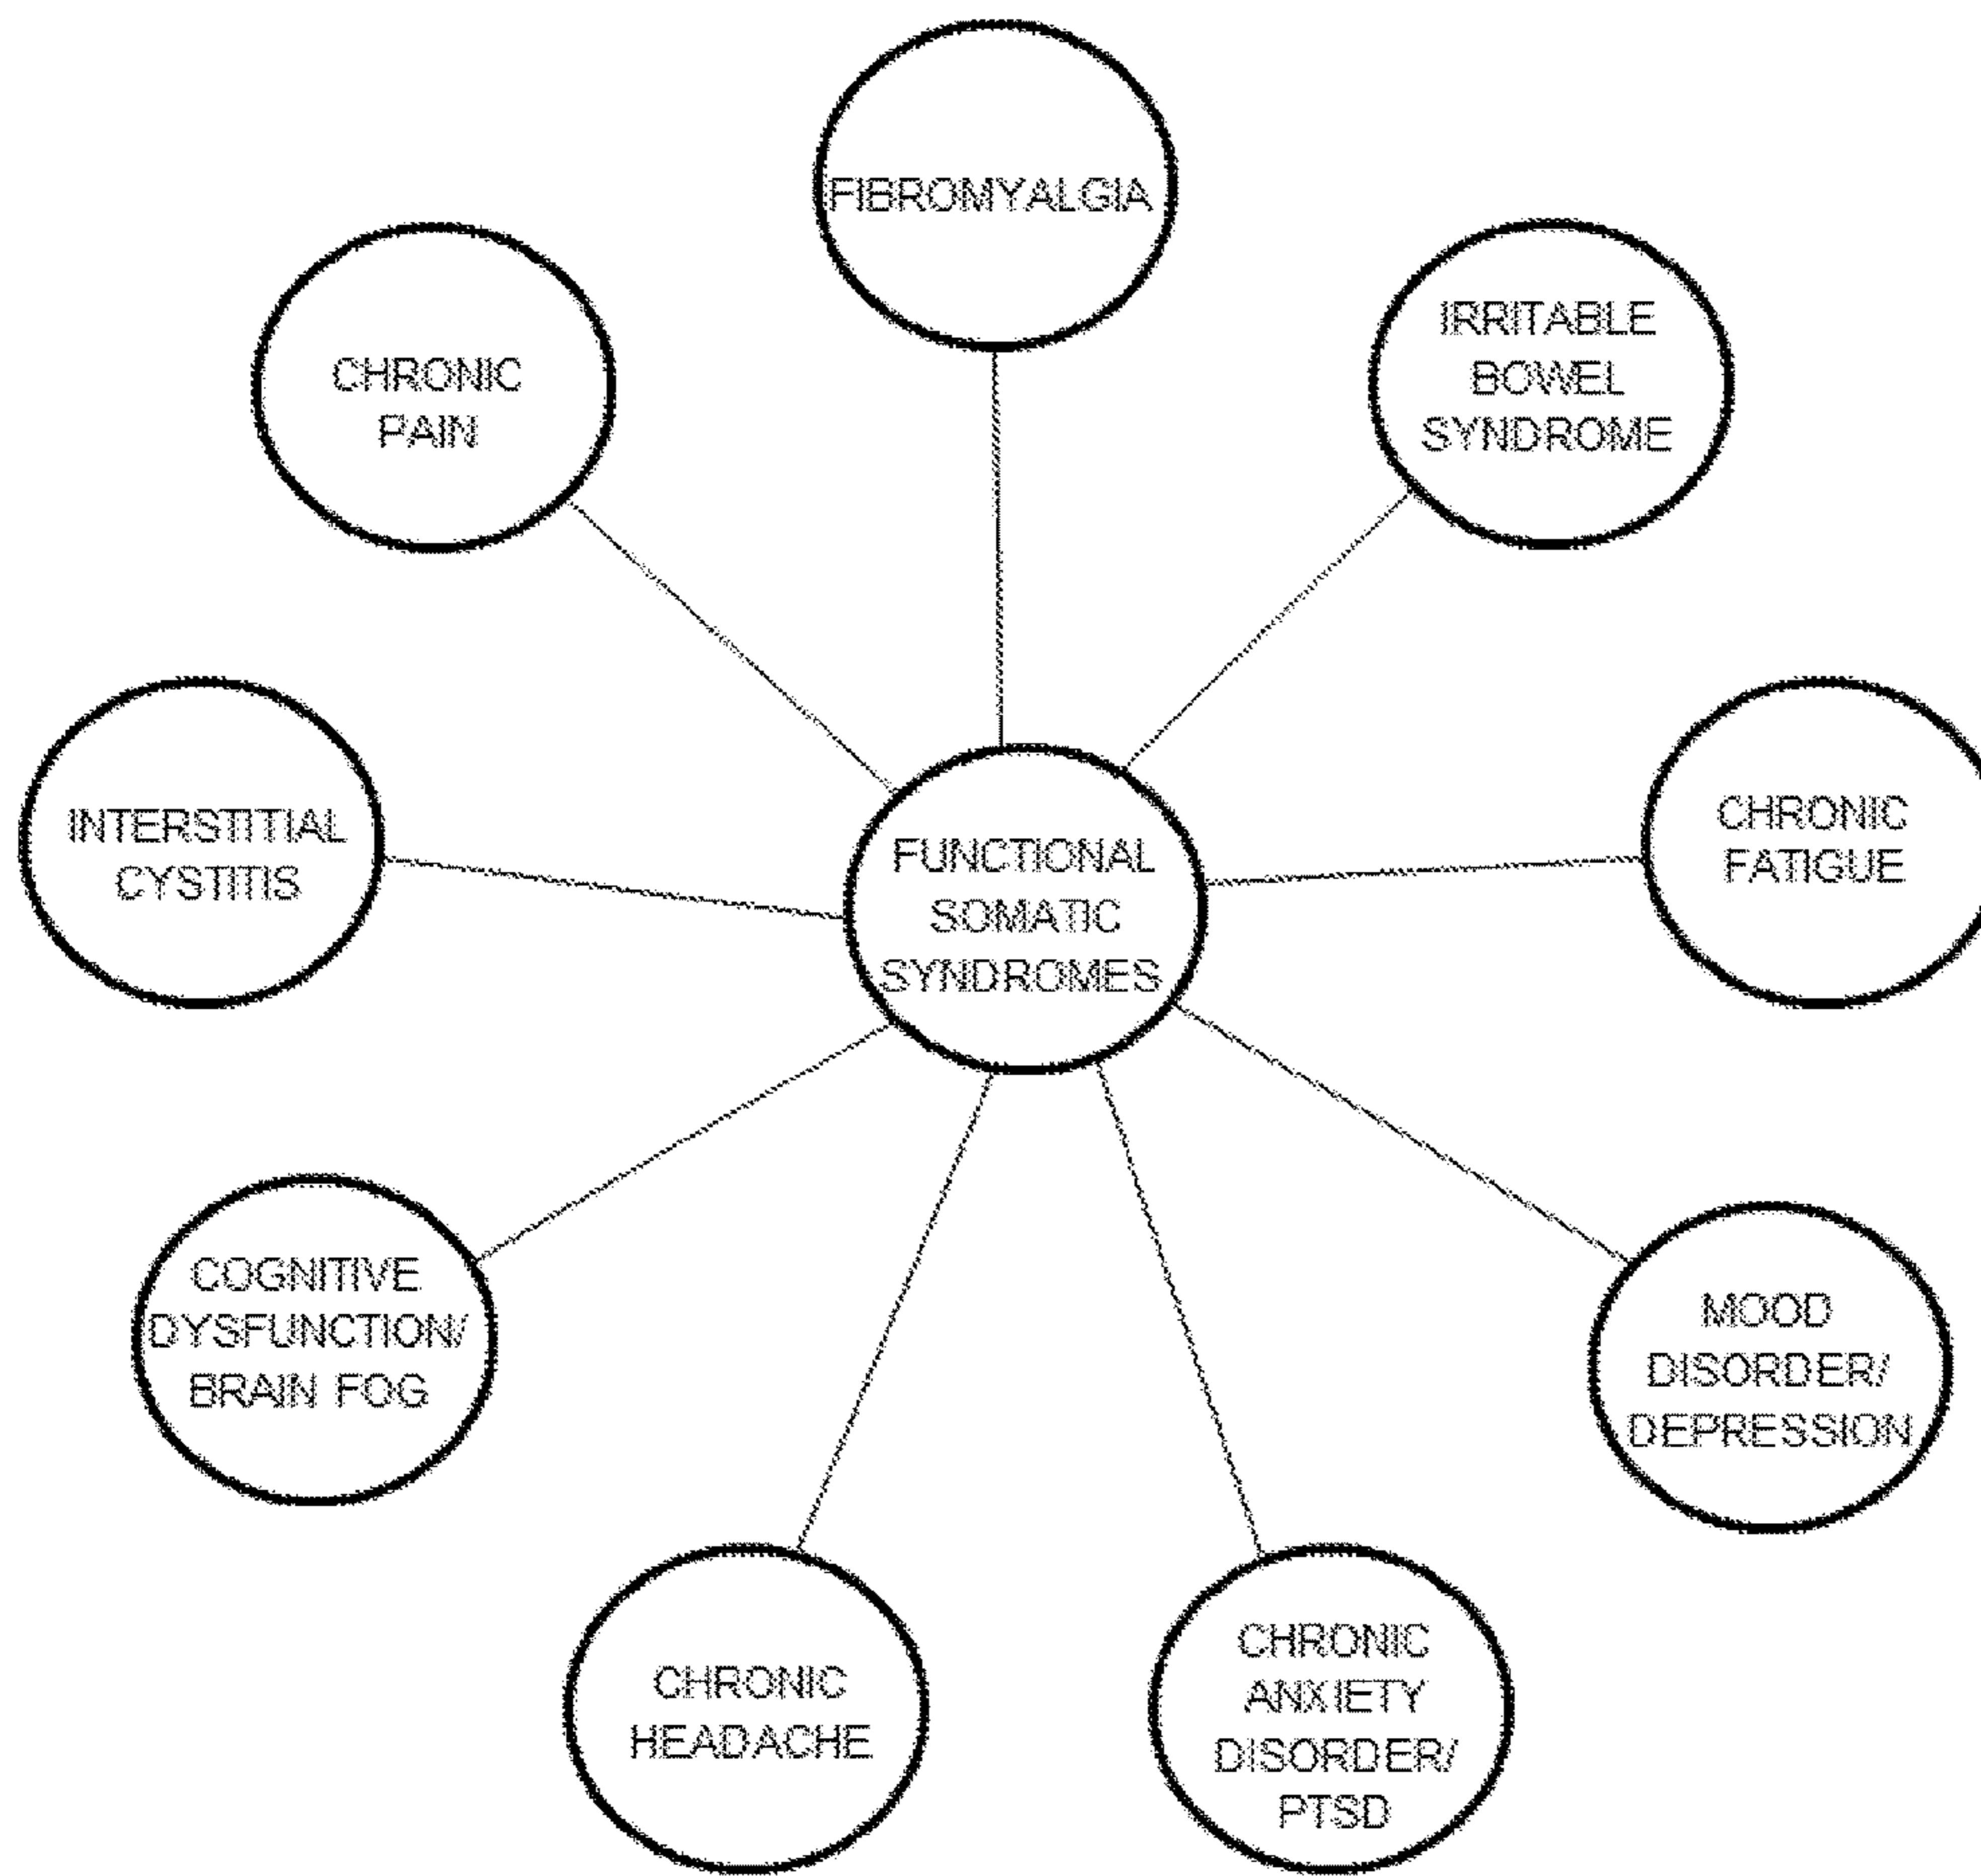 FIBROMYALGIA
IRRITABLE
BOWEL
SYNDROME
CHRONIC
PAIN
CHRONIC
FATIGUE
INTERSTITIAL
CYSTITIS
FUNCTIONAL
SOMATIC
SYNDROMES
COGNITIVE
DYSFUNCTION/
BRAIN FOG
MOOD
DISORDER/
DEPRESSION
CHRONIC
HEADACHE
CHRONIC
ANXIETY
DISORDER/
PTSD